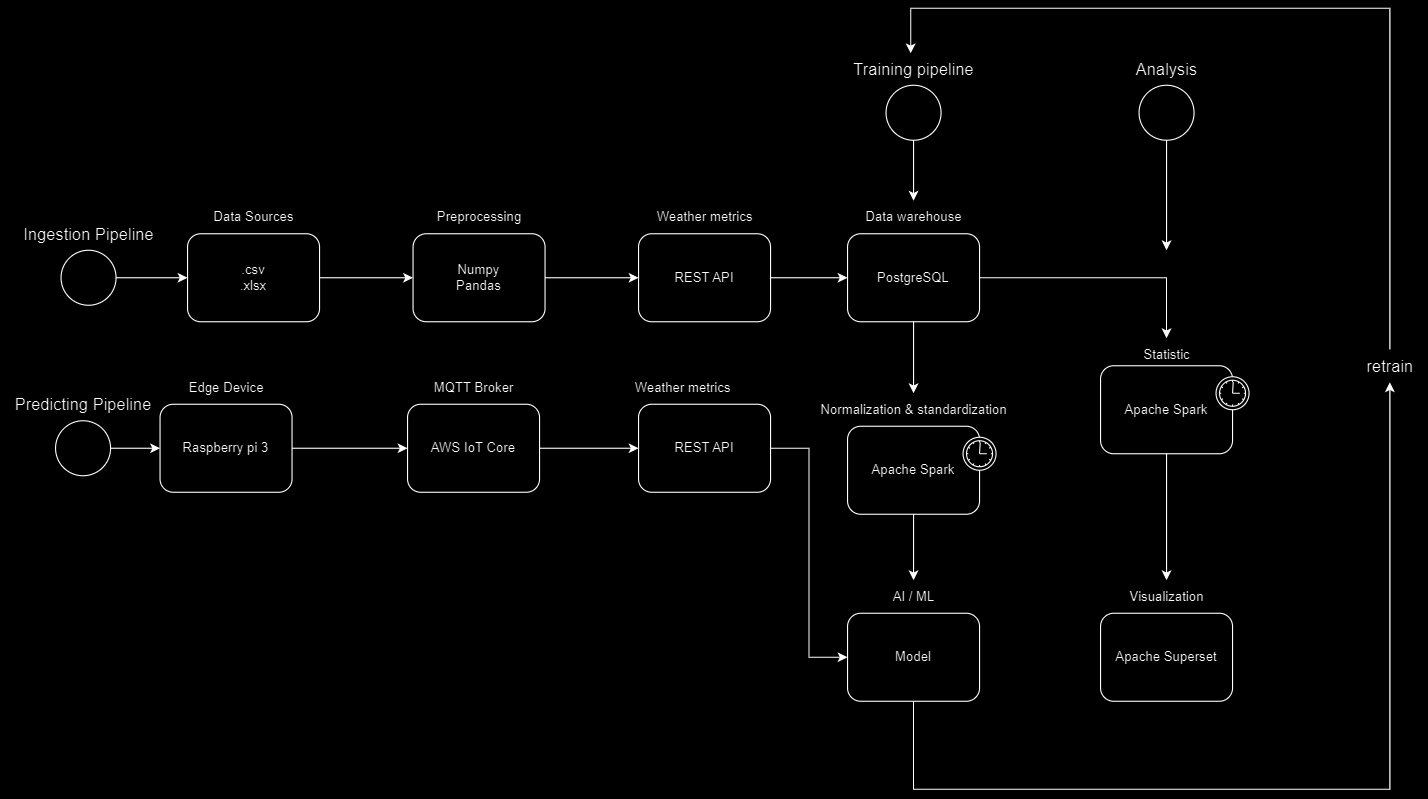 Training pipeline
Analysis
Data Sources
Preprocessing
Weather metrics
Data warehouse
Ingestion Pipeline
.csv
.xlsx
Numpy
Pandas
REST API
PostgreSQL
Statistic
retrain
Edge Device
MQTT Broker
Weather metrics
Predicting Pipeline
Normalization & standardization
Apache Spark
Raspberry pi 3
AWS IoT Core
REST API
Apache Spark
AI / ML
Visualization
Model
Apache Superset